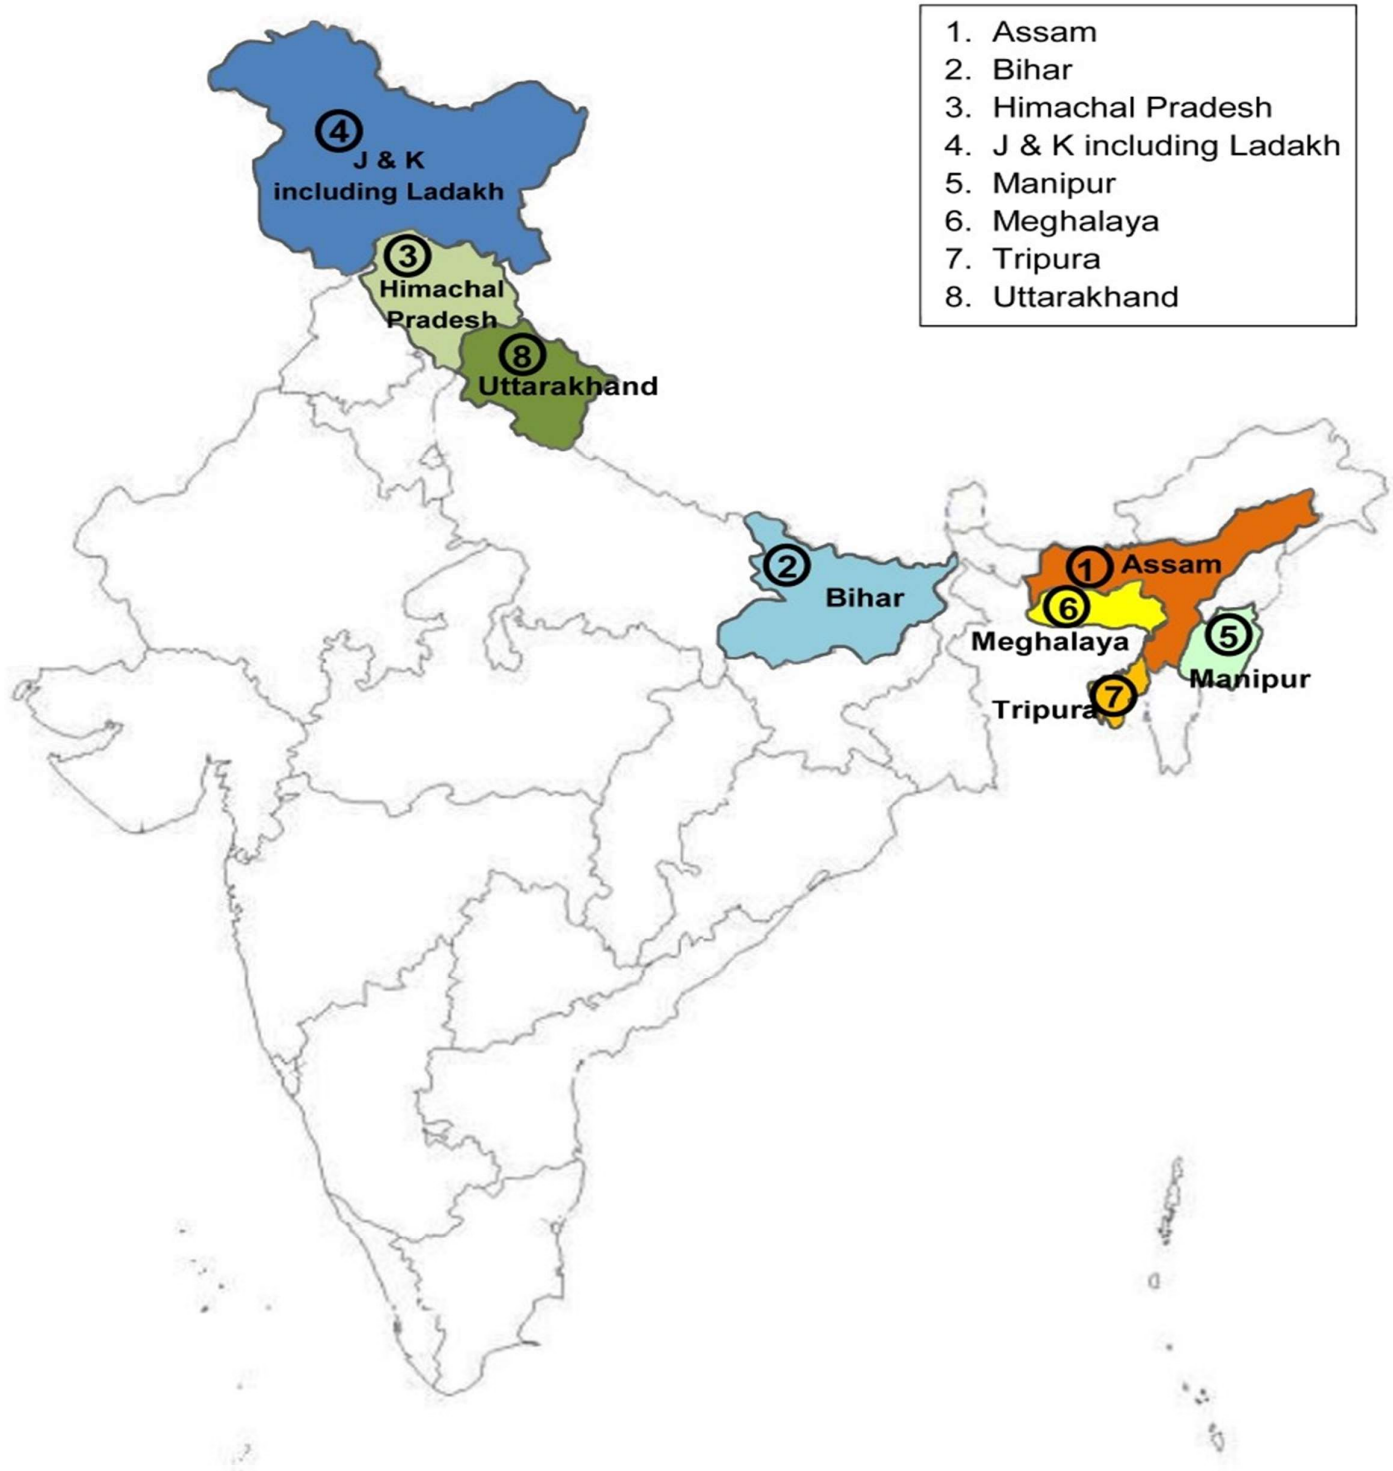 1. Assam
2. Bihar
3. Himachal Pradesh
4. J & K including Ladakh
5. Manipur
6. Meghalaya
7. Tripura
8. Uttarakhand
4
J & K
including Ladakh
3
Himachal
Pradesh
8
Uttarakhand
2
Bihar
1 Assam
6
Meghalaya
5
Manipur
7
Tripura